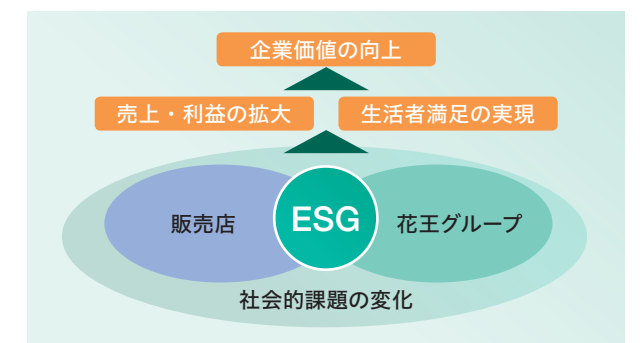 企業価値の向上
売上・利益の拡大
生活者満足の実現
販売店
ESG
花王グループ
社会的課題の変化